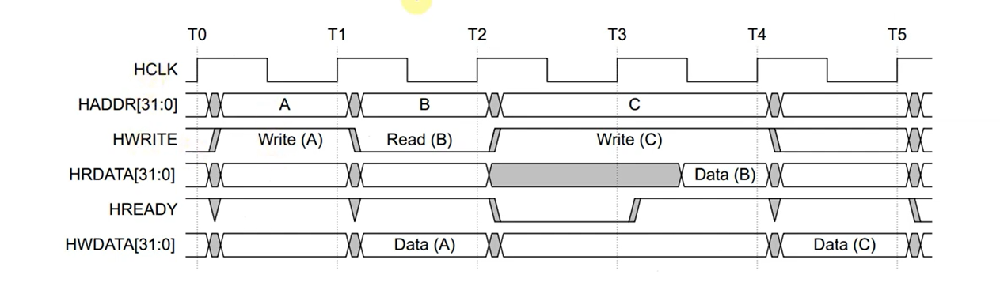 T0 T1 T2 T3 T4 T5
HCLK
HADDR[31:0] A B C
HWRITE Write (A) Read (B) Write (C)
HRDATA[31:0] Data (B)
HREADY
HWDATA[31:0] Data (A) Data (C)